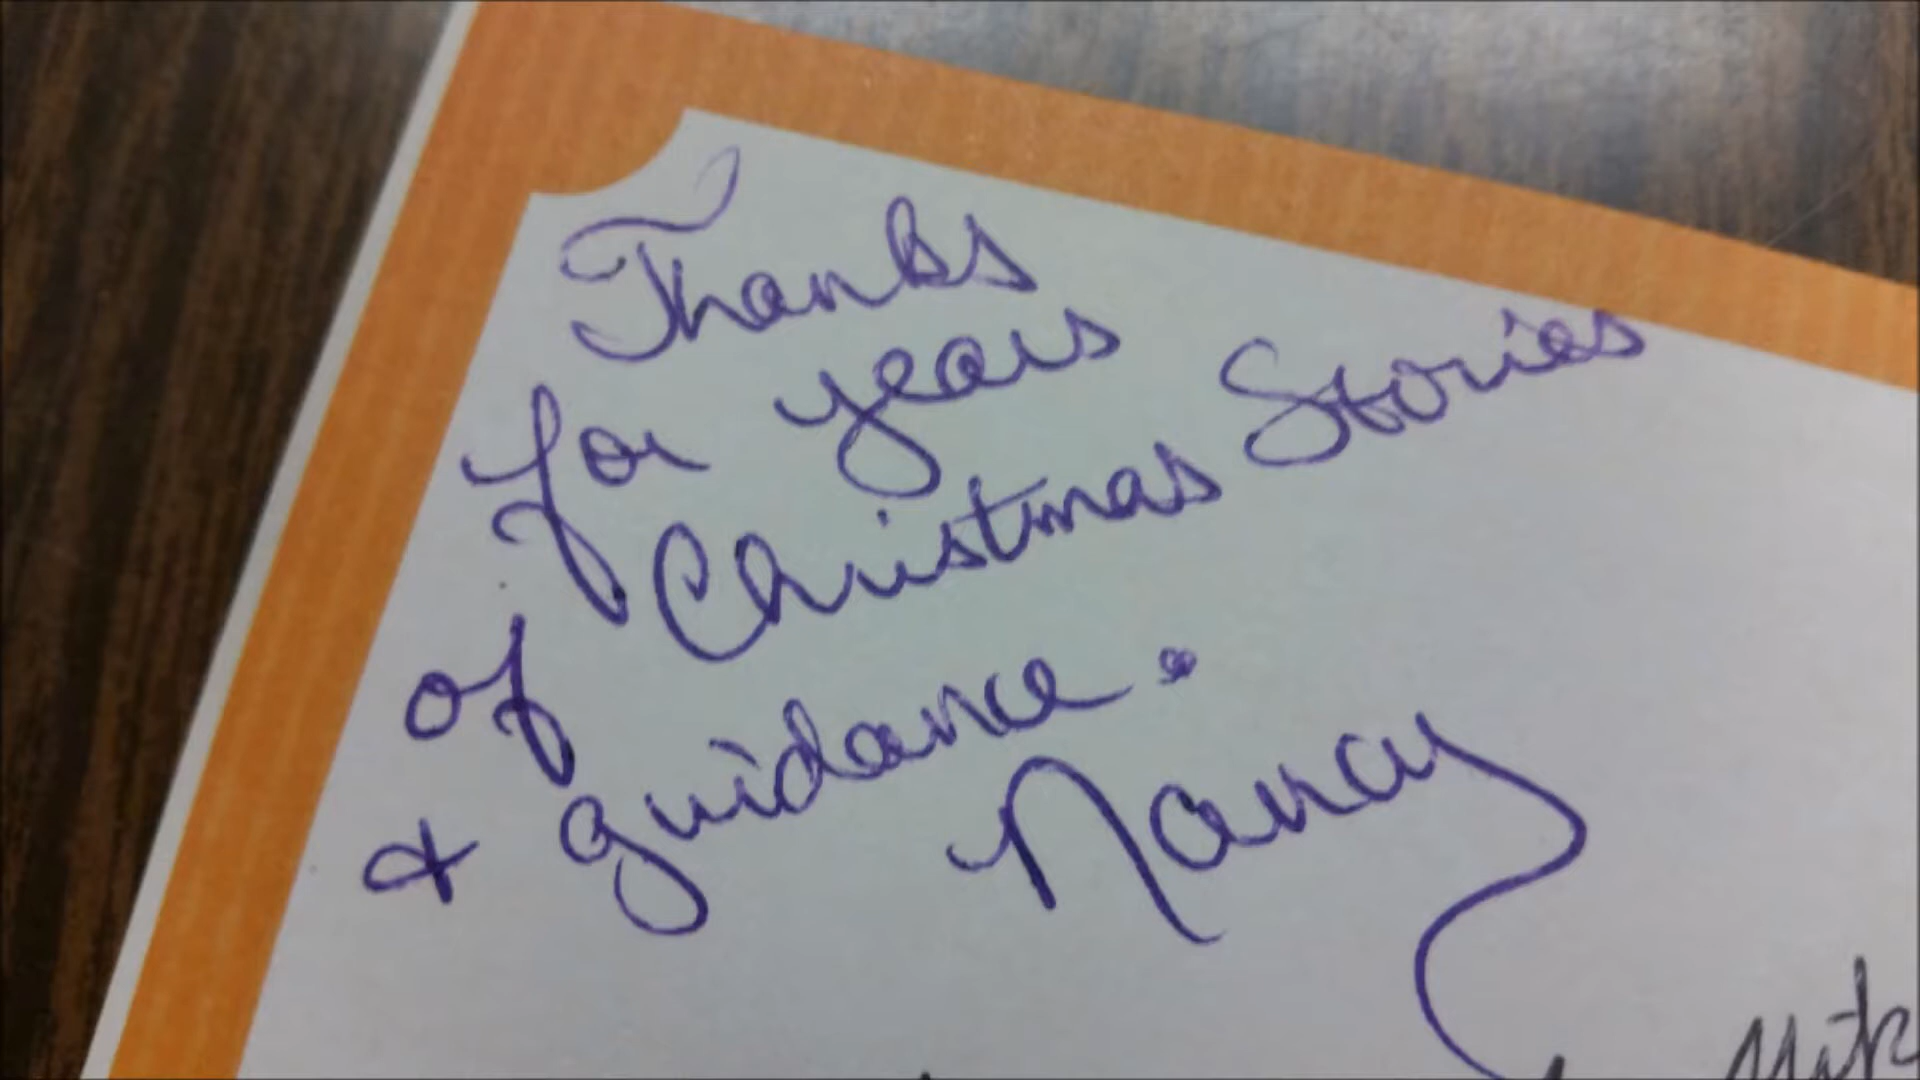 Thanks
for years
of Christmas Stories
& guidance.
Nancy